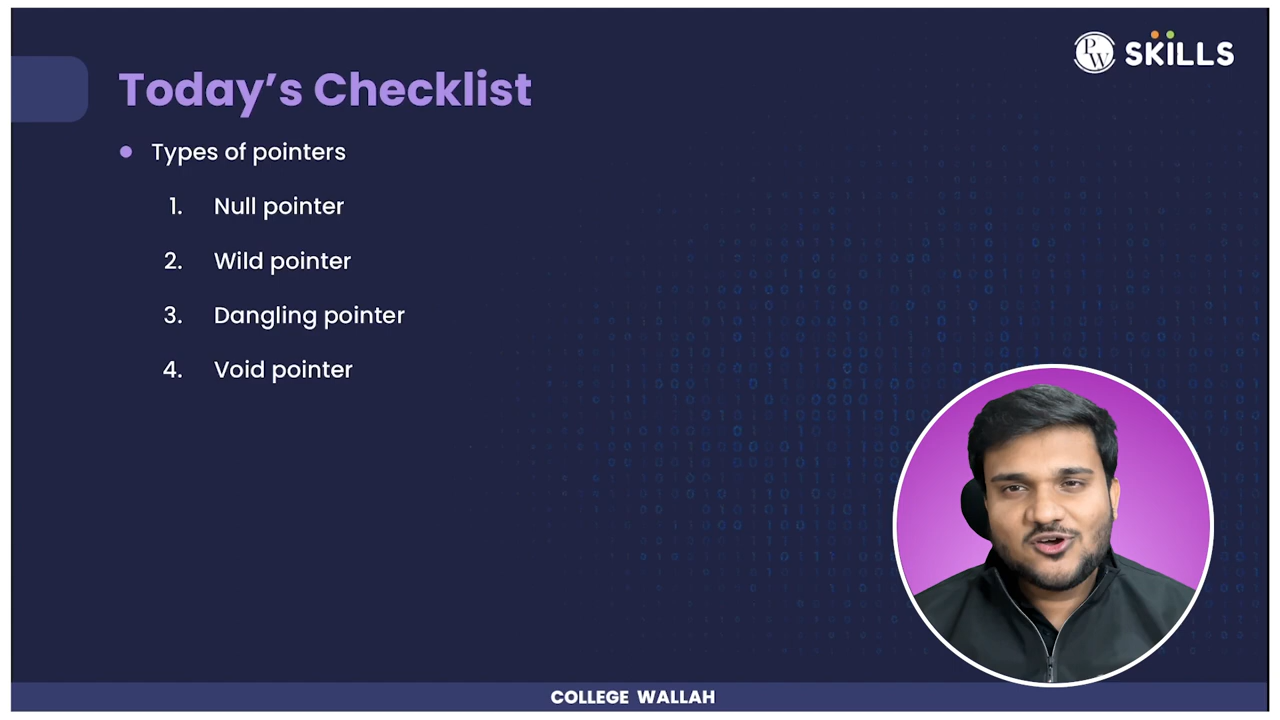 PW SKILLS
Today’s Checklist
Types of pointers
1. Null pointer
2. Wild pointer
3. Dangling pointer
4. Void pointer
COLLEGE WALLAH